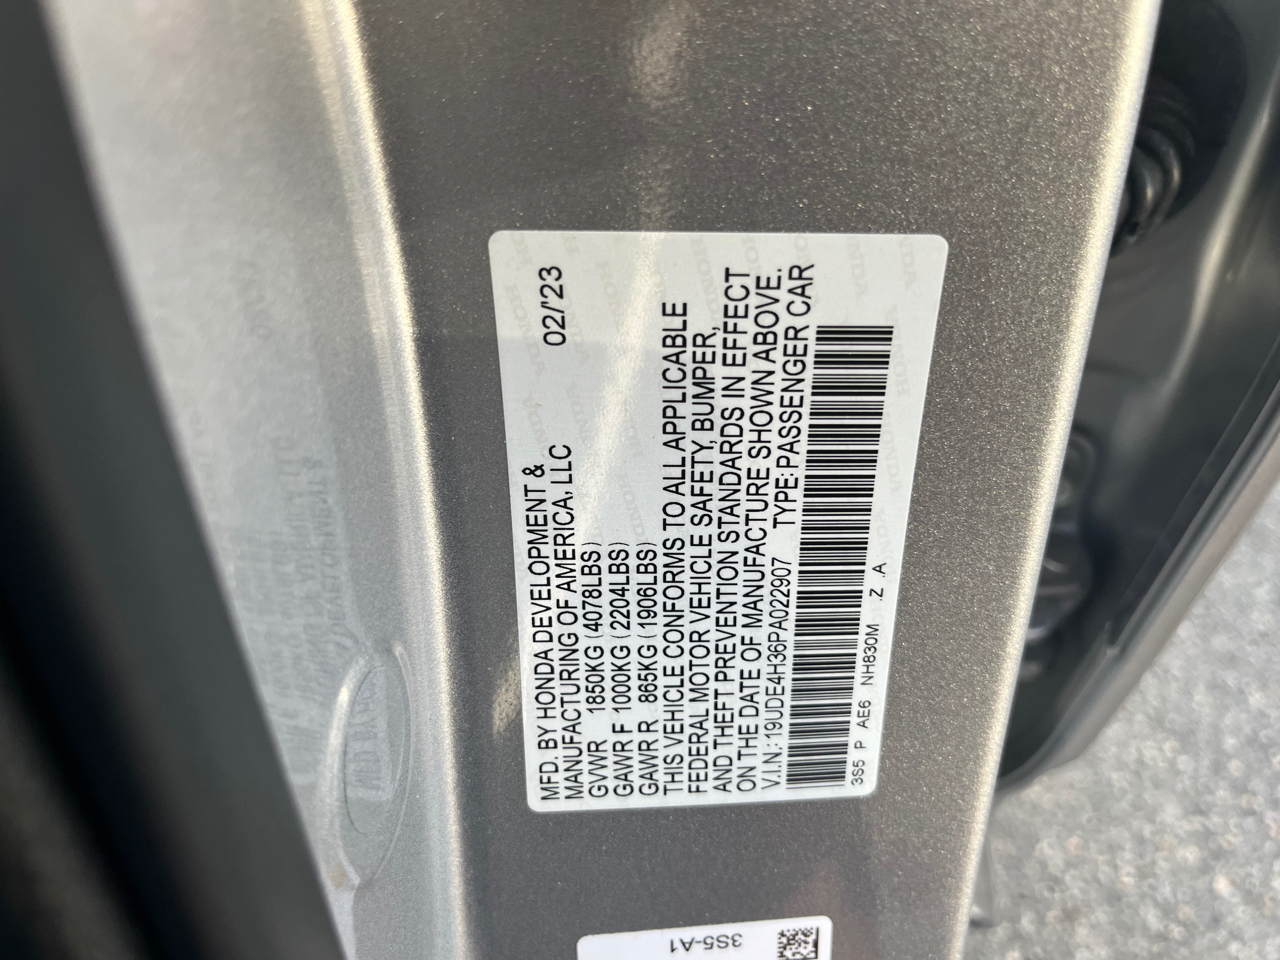 MFD. BY HONDA DEVELOPMENT &
MANUFACTURING OF AMERICA, LLC 02/'23
GVWR 1850KG (4078LBS)
GAWR F 1000KG (2204LBS)
GAWR R 865KG (1906LBS)
THIS VEHICLE CONFORMS TO ALL APPLICABLE
FEDERAL MOTOR VEHICLE SAFETY, BUMPER,
AND THEFT PREVENTION STANDARDS IN EFFECT
ON THE DATE OF MANUFACTURE SHOWN ABOVE.
V.I.N.: 19UDE4H36PA022907 TYPE: PASSENGER CAR
3S5 P AE6 NH830M .Z .A
3S5-A1